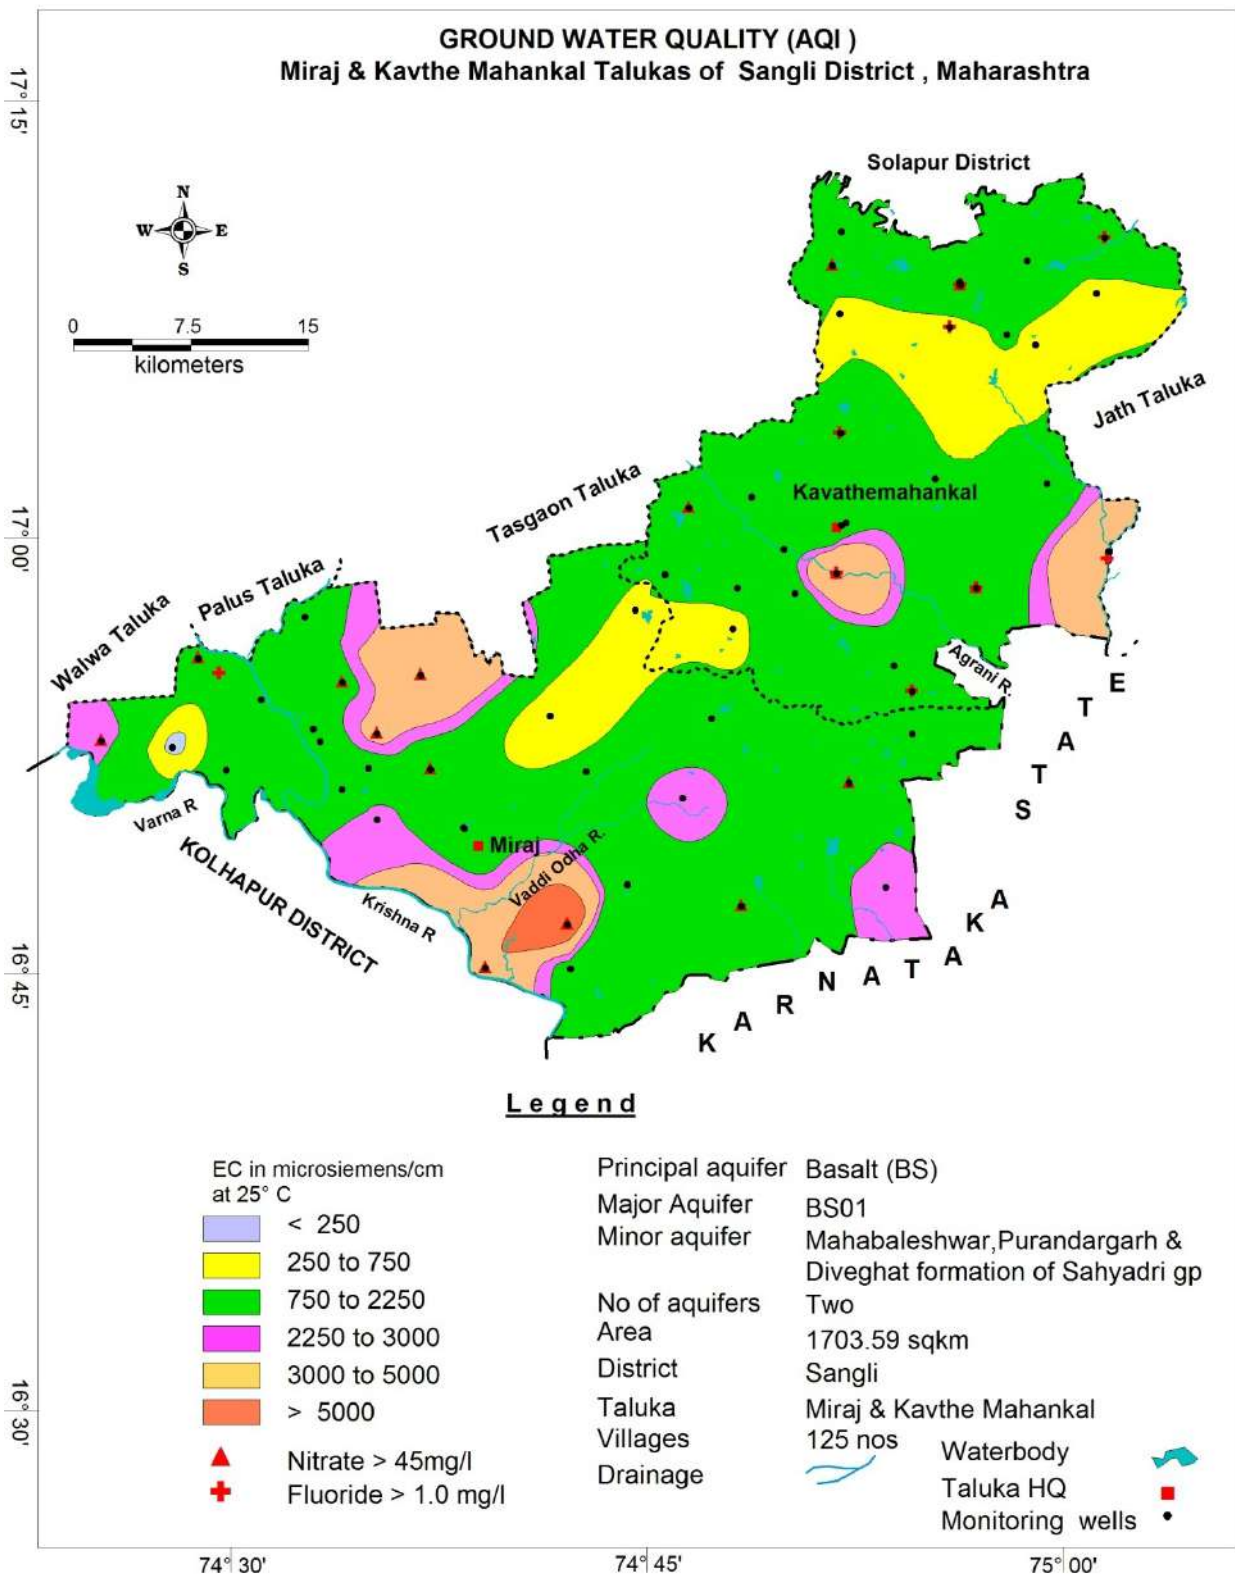 GROUND WATER QUALITY (AQI )
Miraj & Kavthe Mahankal Talukas of Sangli District , Maharashtra
17° 15'
Solapur District
N
W E
S
0 7.5 15
kilometers
Jath Taluka
Tasgaon Taluka
Kavathemahankal
17° 00'
Palus Taluka
Walwa Taluka
Agrani R.
Varna R
Miraj
Vaddi Odha R.
KOLHAPUR DISTRICT
Krishna R
KARNATAKA STATE
16° 45'
Legend
EC in microsiemens/cm
at 25° C
< 250
250 to 750
750 to 2250
2250 to 3000
3000 to 5000
> 5000
Nitrate > 45mg/l
Fluoride > 1.0 mg/l
Principal aquifer Basalt (BS)
Major Aquifer BS01
Minor aquifer Mahabaleshwar,Purandargarh &
Diveghat formation of Sahyadri gp
No of aquifers Two
Area 1703.59 sqkm
District Sangli
Taluka Miraj & Kavthe Mahankal
Villages 125 nos
Drainage
Waterbody
Taluka HQ
Monitoring wells
16° 30'
74° 30' 74° 45' 75° 00'